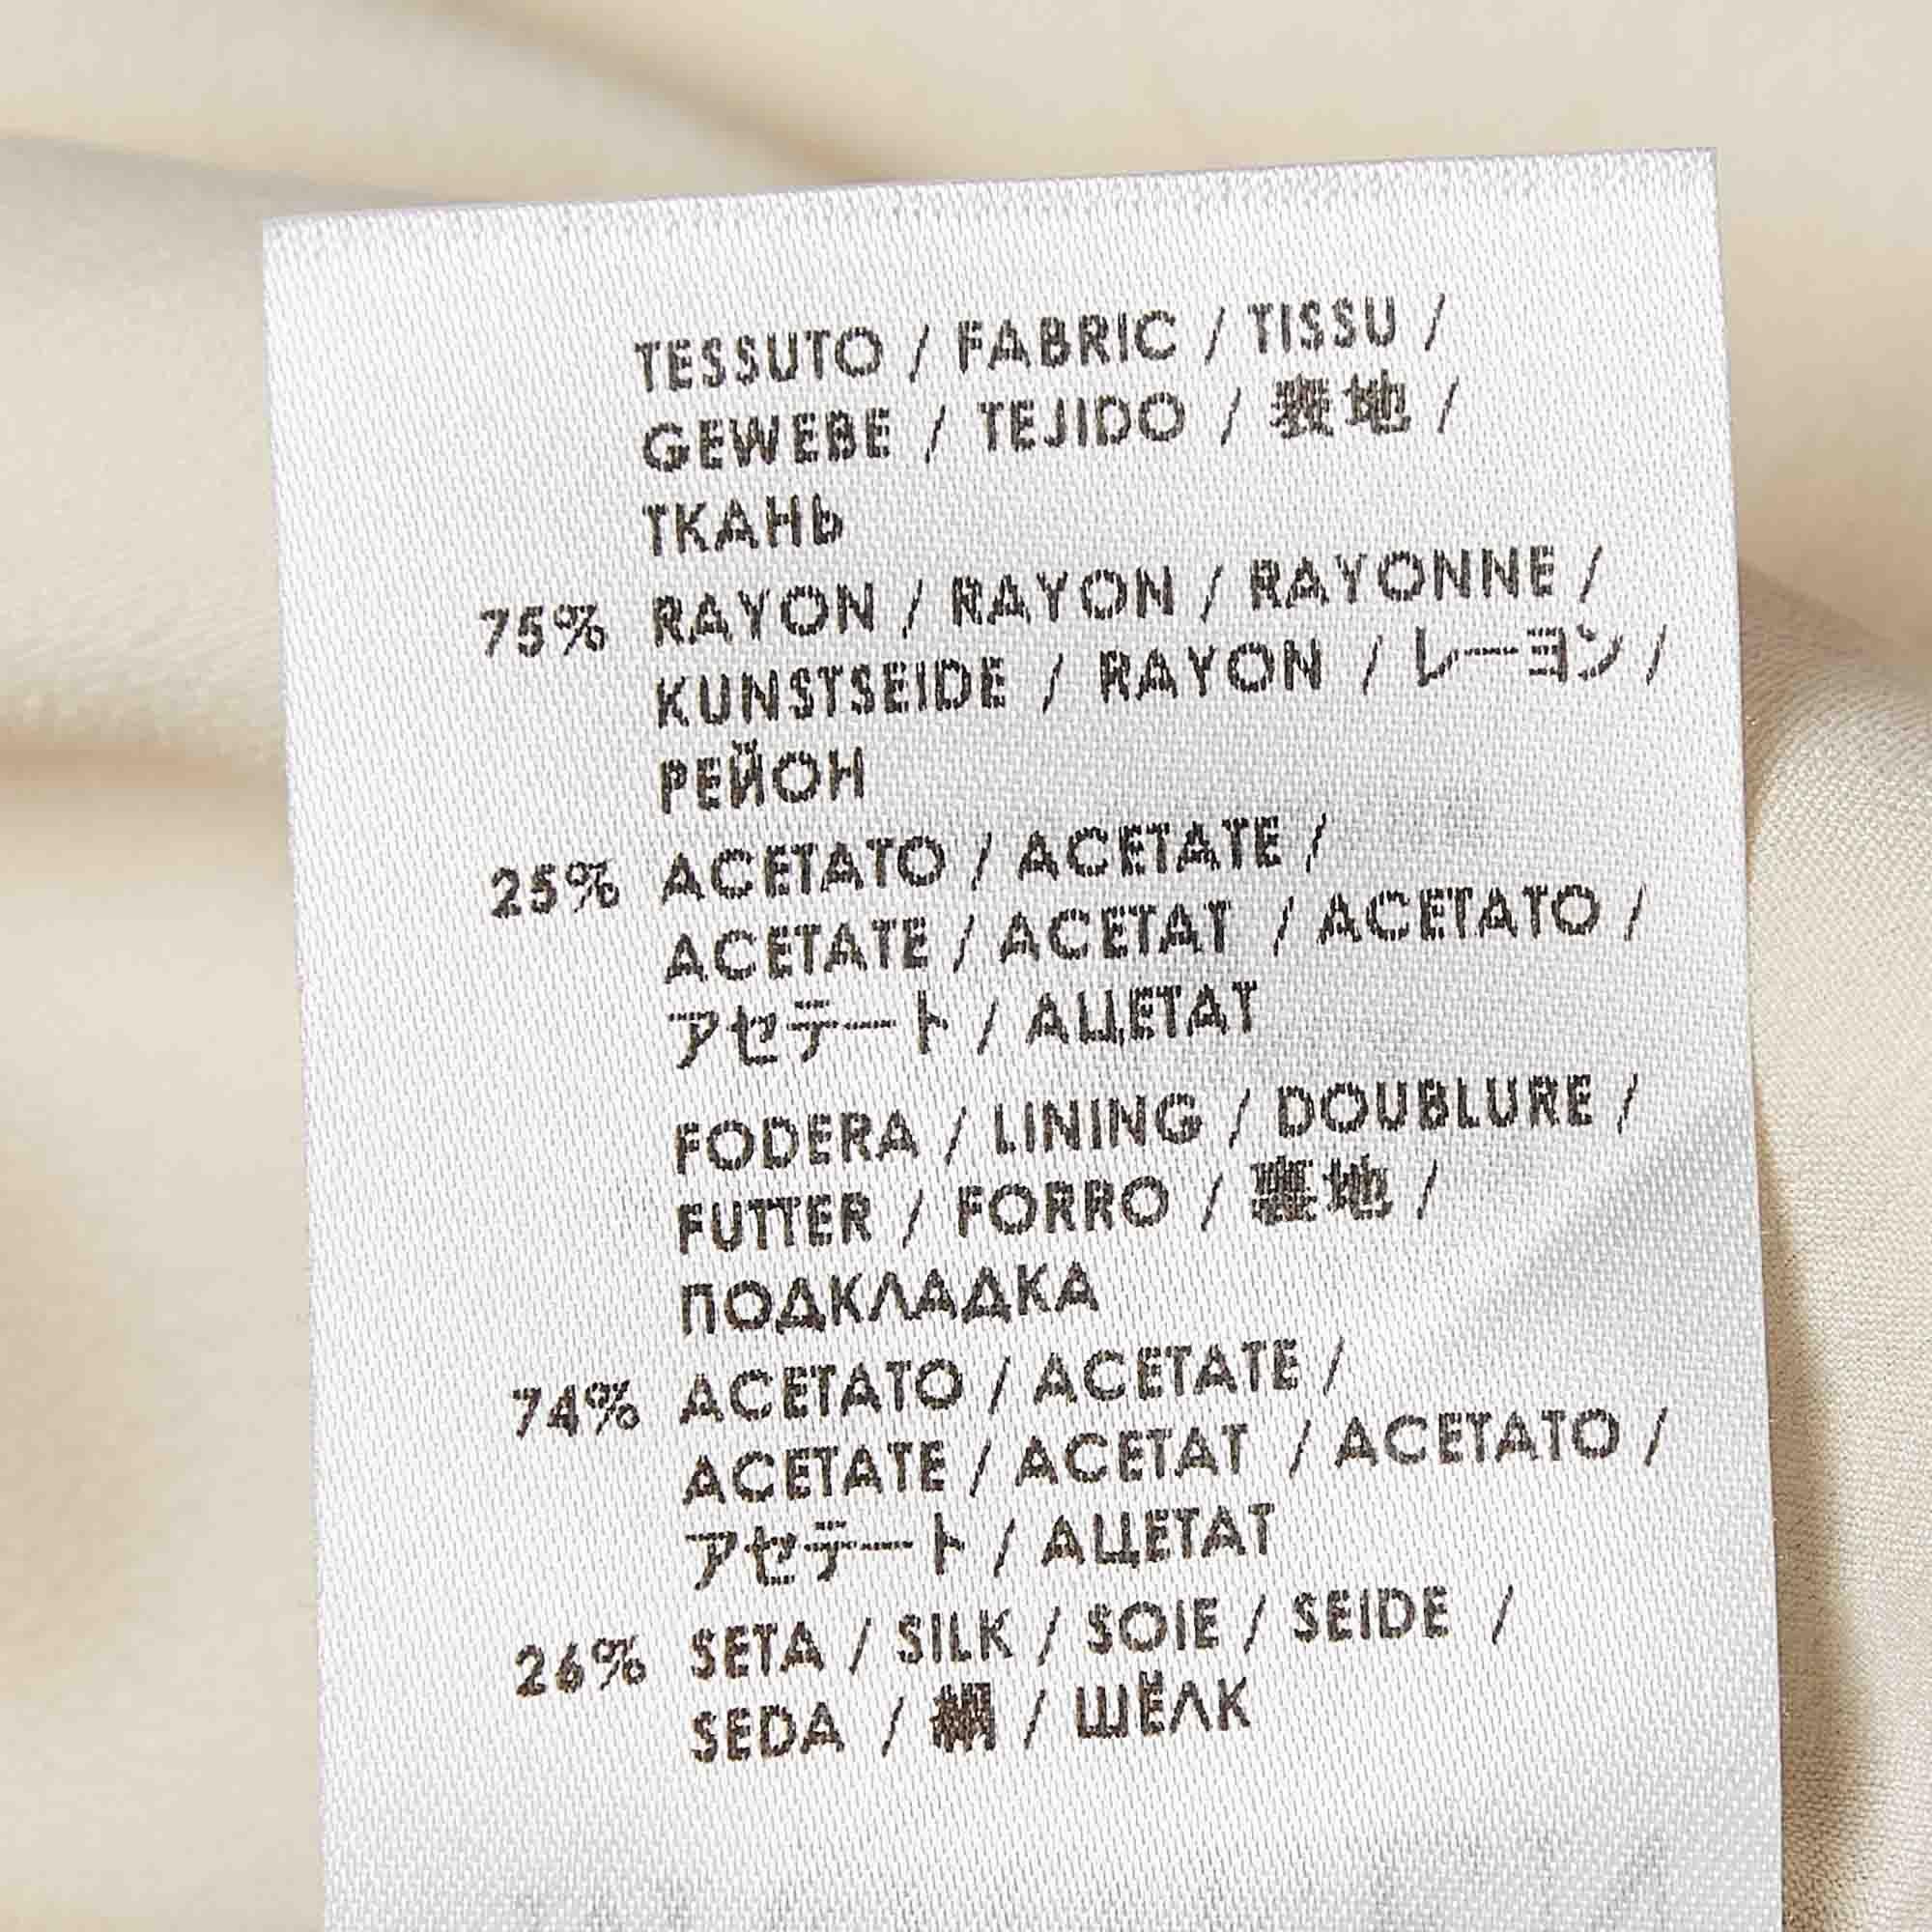 TESSUTO / FABRIC / TISSU /
GEWEBE / TEJIDO / 表地 /
ТКАНЬ
75% RAYON / RAYON / RAYONNE /
KUNSTSEIDE / RAYON / レーヨン /
РЕЙОН
25% ACETATO / ACETATE /
ACETATE / ACETAT / ACETATO /
アセテート / АЦЕТАТ
FODERA / LINING / DOUBLURE /
FUTTER / FORRO / 裏地 /
ПОДКЛАДКА
74% ACETATO / ACETATE /
ACETATE / ACETAT / ACETATO /
アセテート / АЦЕТАТ
26% SETA / SILK / SOIE / SEIDE /
SEDA / 絹 / ШЁЛК